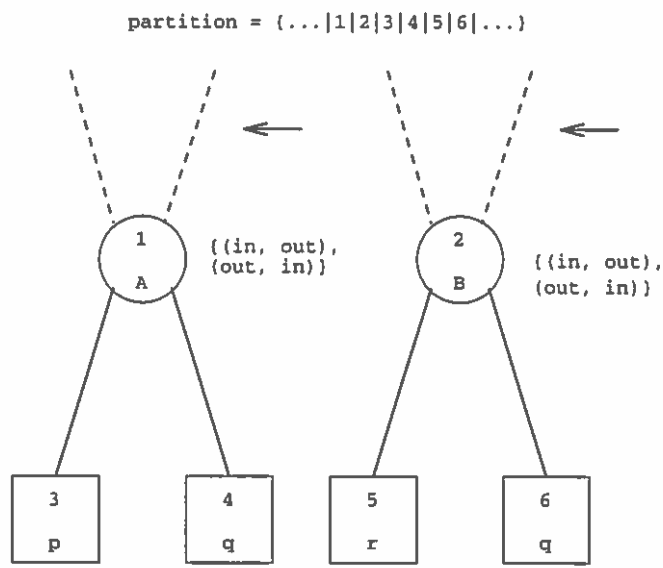 partition = {...|1|2|3|4|5|6|...}
1
A
{(in, out),
(out, in)}
2
B
{(in, out),
(out, in)}
3
p
4
q
5
r
6
q